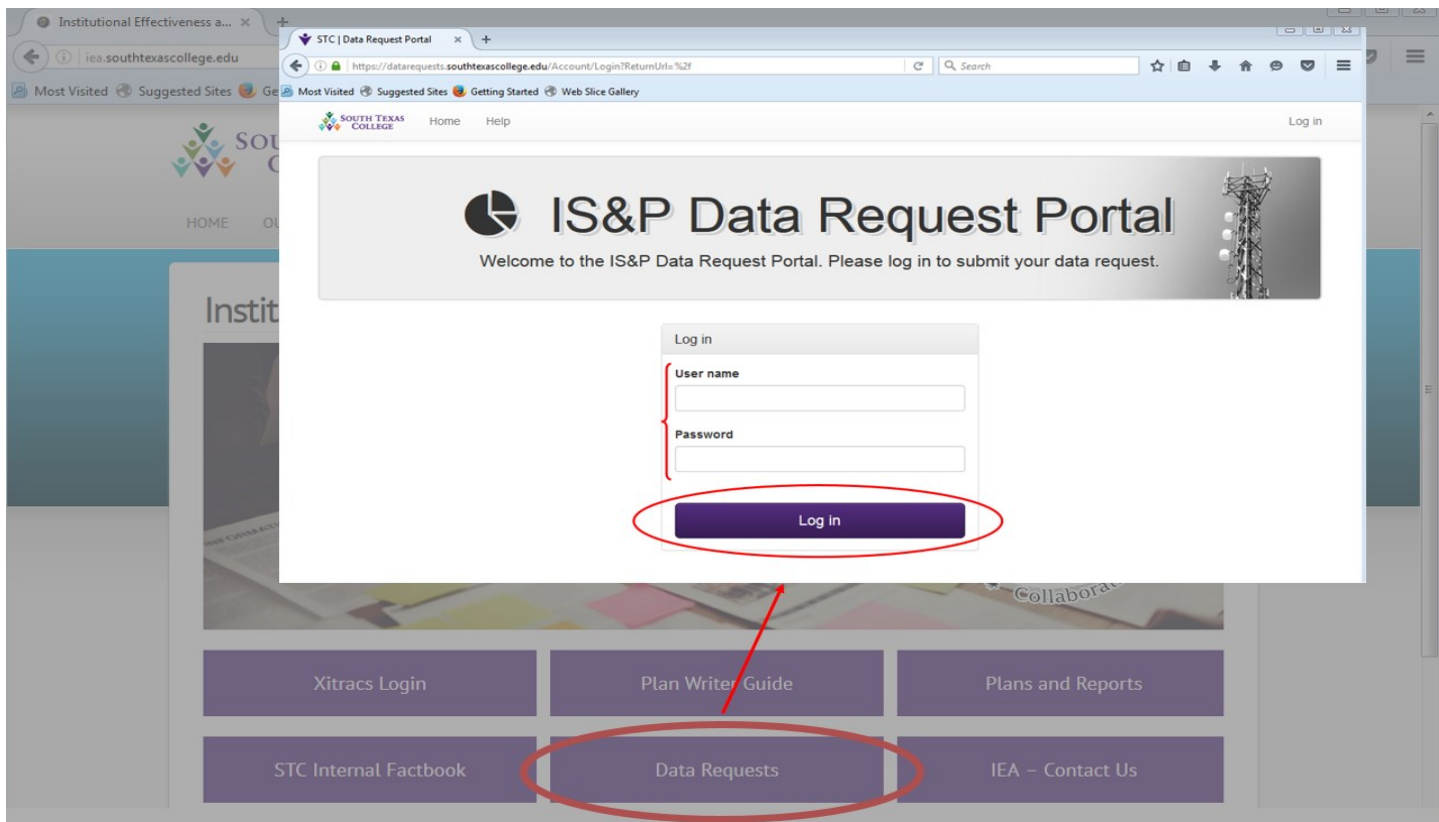 Institutional Effectiveness a...
iea.southtexascollege.edu
Most Visited Suggested Sites Ge
SOU
C
HOME OU
Instit
STC | Data Request Portal
https://datarequests.southtexascollege.edu/Account/Login?ReturnUrl=%2f
Search
Most Visited Suggested Sites Getting Started Web Slice Gallery
SOUTH TEXAS
COLLEGE
Home Help Log in
IS&P Data Request Portal
Welcome to the IS&P Data Request Portal. Please log in to submit your data request.
Log in
User name
Password
Log in
Collaborat
Xitracs Login Plan Writer Guide Plans and Reports
STC Internal Factbook Data Requests IEA – Contact Us